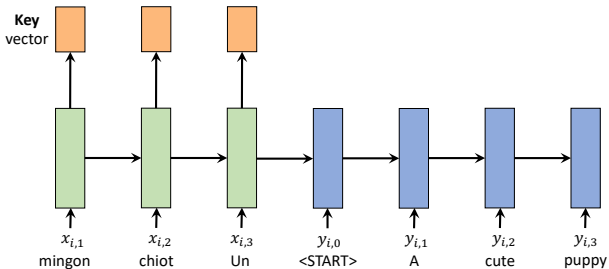 Key
vector
x_{i,1} x_{i,2} x_{i,3} y_{i,0} y_{i,1} y_{i,2} y_{i,3}
mingon chiot Un <START> A cute puppy